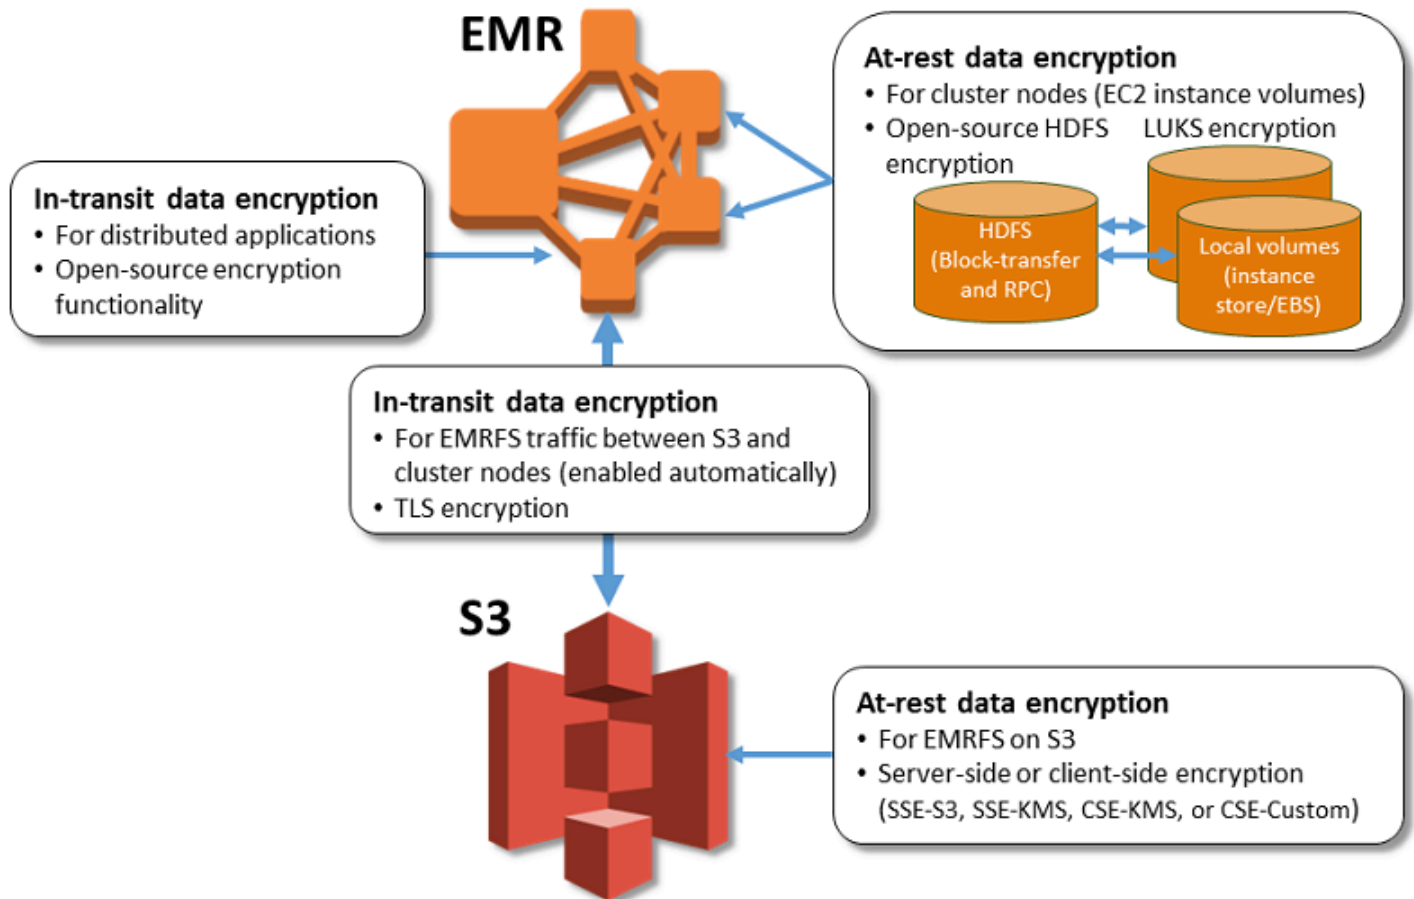 EMR
At-rest data encryption
• For cluster nodes (EC2 instance volumes)
• Open-source HDFS
encryption
LUKS encryption
HDFS
(Block-transfer
and RPC)
Local volumes
(instance
store/EBS)
In-transit data encryption
• For distributed applications
• Open-source encryption
functionality
In-transit data encryption
• For EMRFS traffic between S3 and
cluster nodes (enabled automatically)
• TLS encryption
S3
At-rest data encryption
• For EMRFS on S3
• Server-side or client-side encryption
(SSE-S3, SSE-KMS, CSE-KMS, or CSE-Custom)